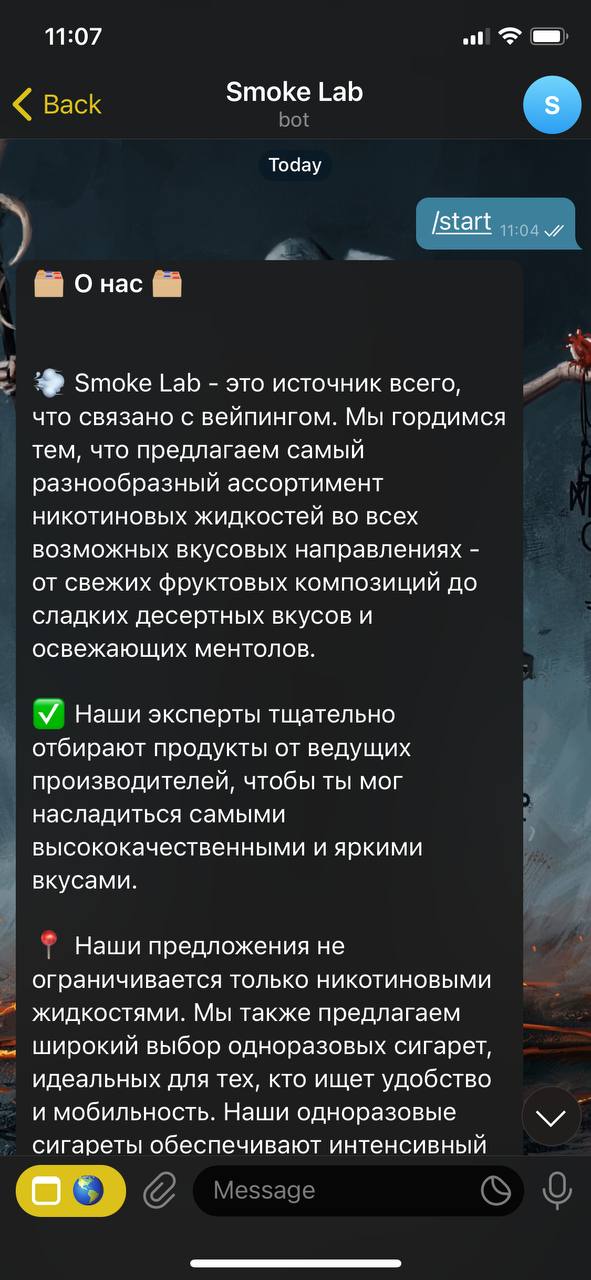 11:07
Back
Smoke Lab
bot
S
Today
/start 11:04
О нас
Smoke Lab - это источник всего,
что связано с вейпингом. Мы гордимся
тем, что предлагаем самый
разнообразный ассортимент
никотиновых жидкостей во всех
возможных вкусовых направлениях -
от свежих фруктовых композиций до
сладких десертных вкусов и
освежающих ментолов.
✅ Наши эксперты тщательно
отбирают продукты от ведущих
производителей, чтобы ты мог
насладиться самыми
высококачественными и яркими
вкусами.
📍 Наши предложения не
ограничивается только никотиновыми
жидкостями. Мы также предлагаем
широкий выбор одноразовых сигарет,
идеальных для тех, кто ищет удобство
и мобильность. Наши одноразовые
сигареты обеспечивают интенсивный
Message